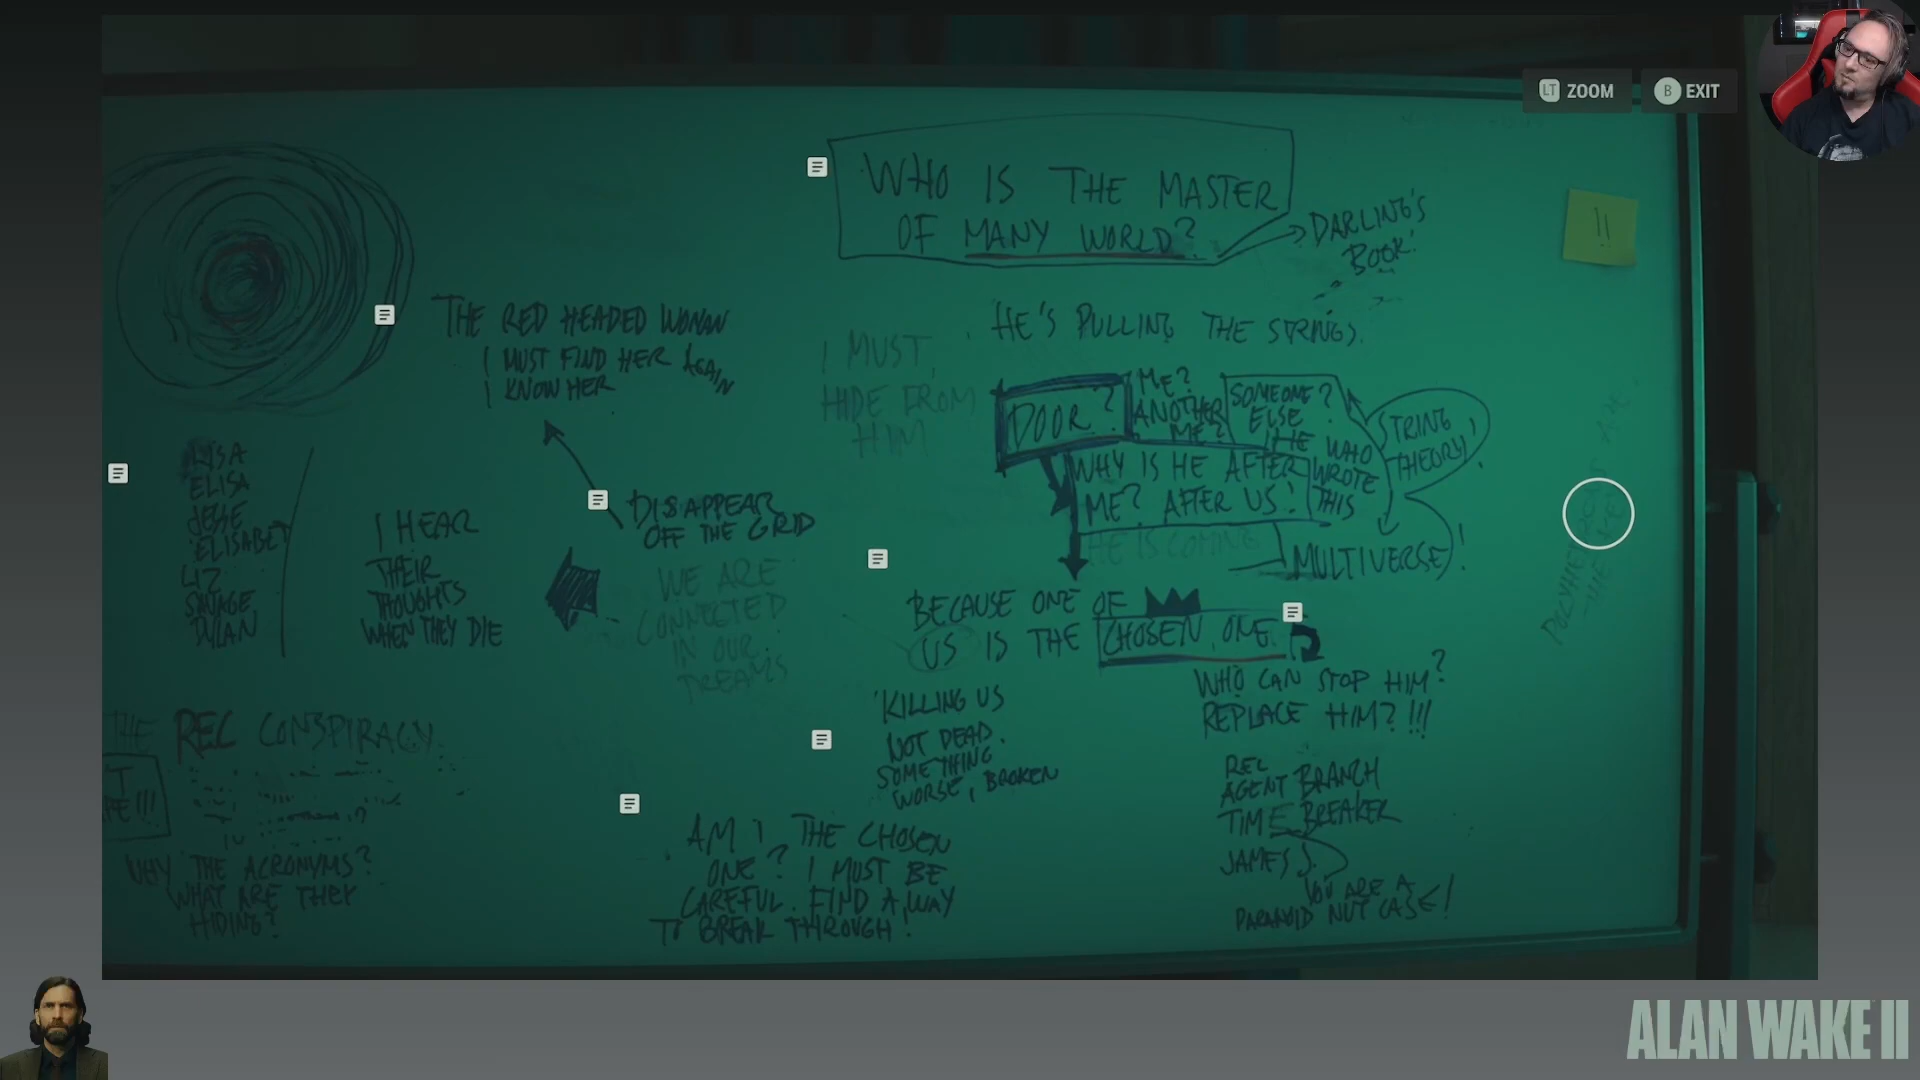 ZOOM
EXIT
WHO IS THE MASTER
OF MANY WORLD?
DARLING'S
BOOK!
!!
HE'S PULLING THE STRINGS.
THE RED HEADED WOMAN
I MUST FIND HER AGAIN
I KNOW HER
I MUST
HIDE FROM
HIM
DOOR?
ME?
ANOTHER
ME?
SOMEONE?
ELSE
HE WHO
WROTE
THIS
STRING
THEORY!
WHY IS HE AFTER
ME? AFTER US!
HE IS COMING
MULTIVERSE!
LISA
ELISA
JESSE
ELISABET
LIZ
SAVAGE
DYLAN
I HEAR
THEIR
THOUGHTS
WHEN THEY DIE
DISAPPEAR
OFF THE GRID
WE ARE
CONNECTED
IN OUR
DREAMS
BECAUSE ONE OF
US IS THE CHOSEN ONE.
WHO CAN STOP HIM?
REPLACE HIM?!!!
KILLING US
NOT DEAD.
SOMETHING
WORSE, BROKEN
THE REC CONSPIRACY
WHY THE ACRONYMS?
WHAT ARE THEY
HIDING?
AM I THE CHOSEN
ONE? I MUST BE
CAREFUL. FIND A WAY
TO BREAK THROUGH!
REC
AGENT BRANCH
TIME BREAKER
JAMES S.
YOU ARE A
PARANOID NUT CASE!
ALAN WAKE II